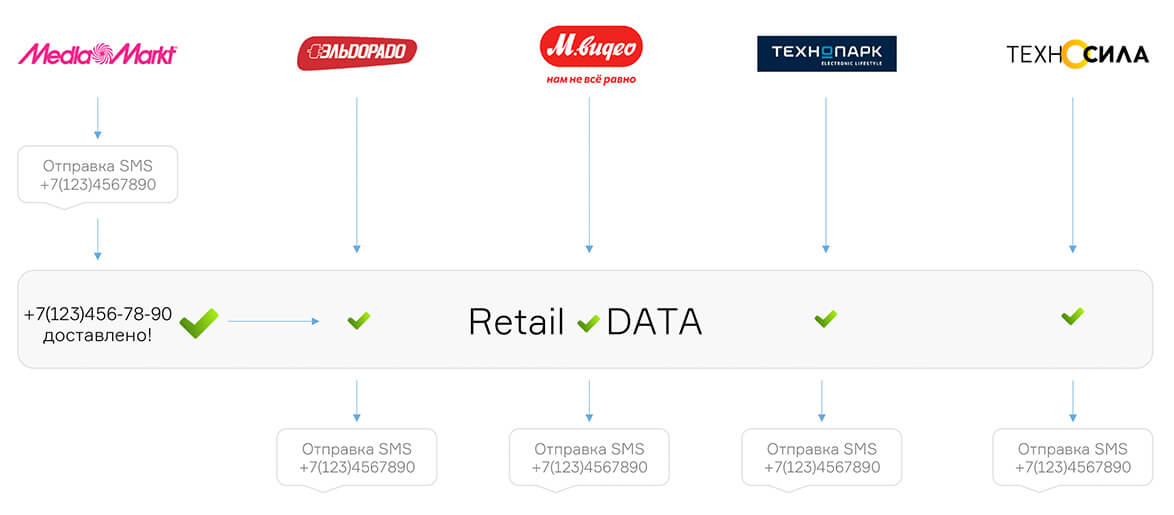 Media Markt
ЭЛЬДОРАДО
М.видео
нам не всё равно
ТЕХНОПАРК
ELECTRONIC LIFESTYLE
ТЕХНОСИЛА
Отправка SMS
+7(123)4567890
+7(123)456-78-90
доставлено!
Retail DATA
Отправка SMS
+7(123)4567890
Отправка SMS
+7(123)4567890
Отправка SMS
+7(123)4567890
Отправка SMS
+7(123)4567890